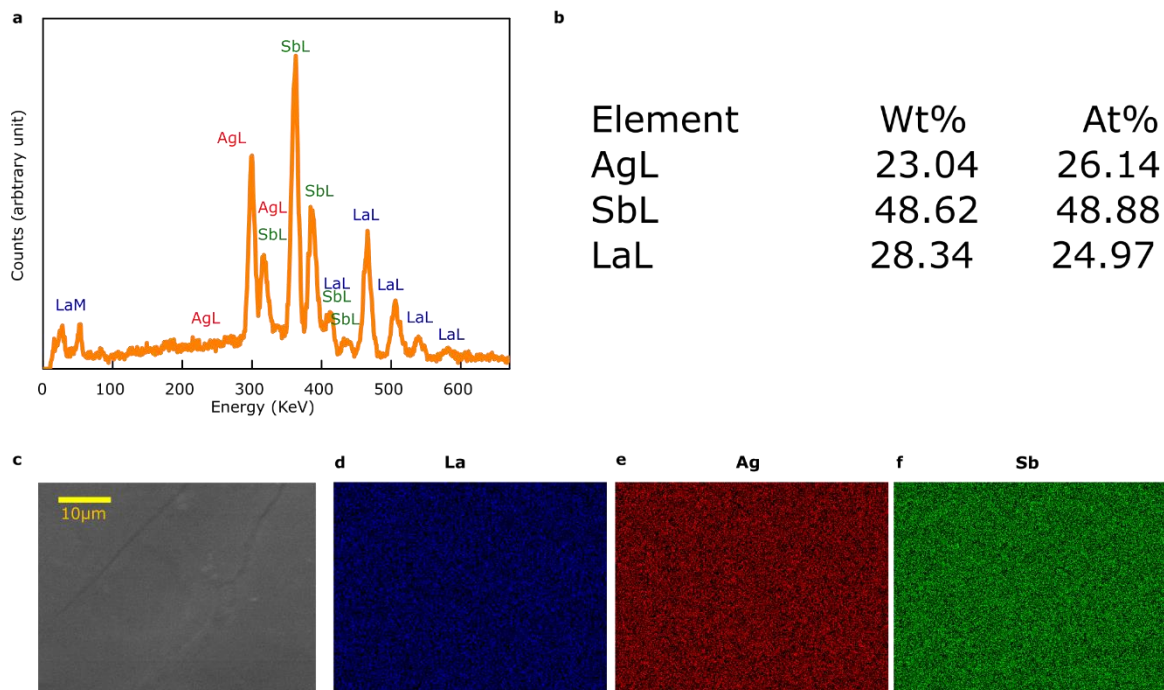 a
SbL
AgL
AgL
SbL
SbL
LaL
LaL
SbL
SbL
LaL
LaL
LaL
LaM
AgL
Counts (arbtrary unit)
0 100 200 300 400 500 600
Energy (KeV)
b
Element Wt% At%
AgL 23.04 26.14
SbL 48.62 48.88
LaL 28.34 24.97
c
10µm
d La
e Ag
f Sb